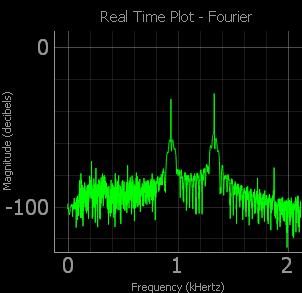 Real Time Plot - Fourier
0
Magnitude (decibels)
-100
0 1 2
Frequency (kHertz)